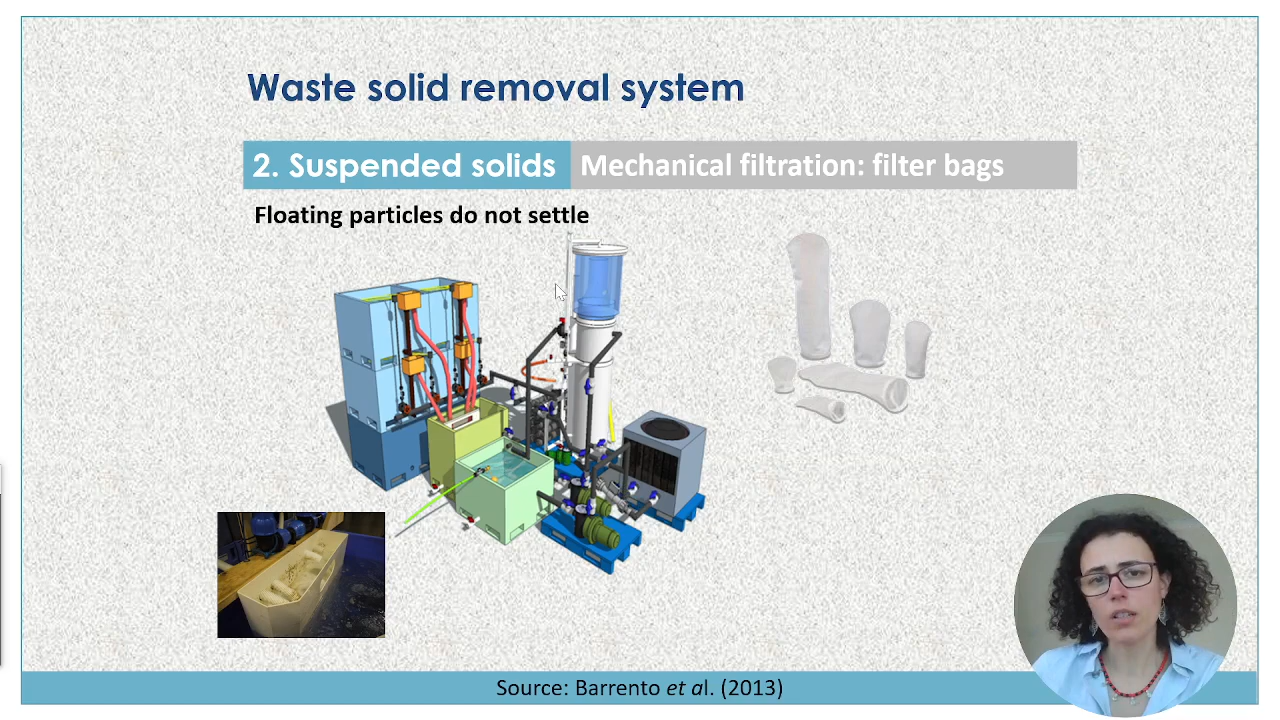 Waste solid removal system
2. Suspended solids Mechanical filtration: filter bags
Floating particles do not settle
Source: Barrento et al. (2013)